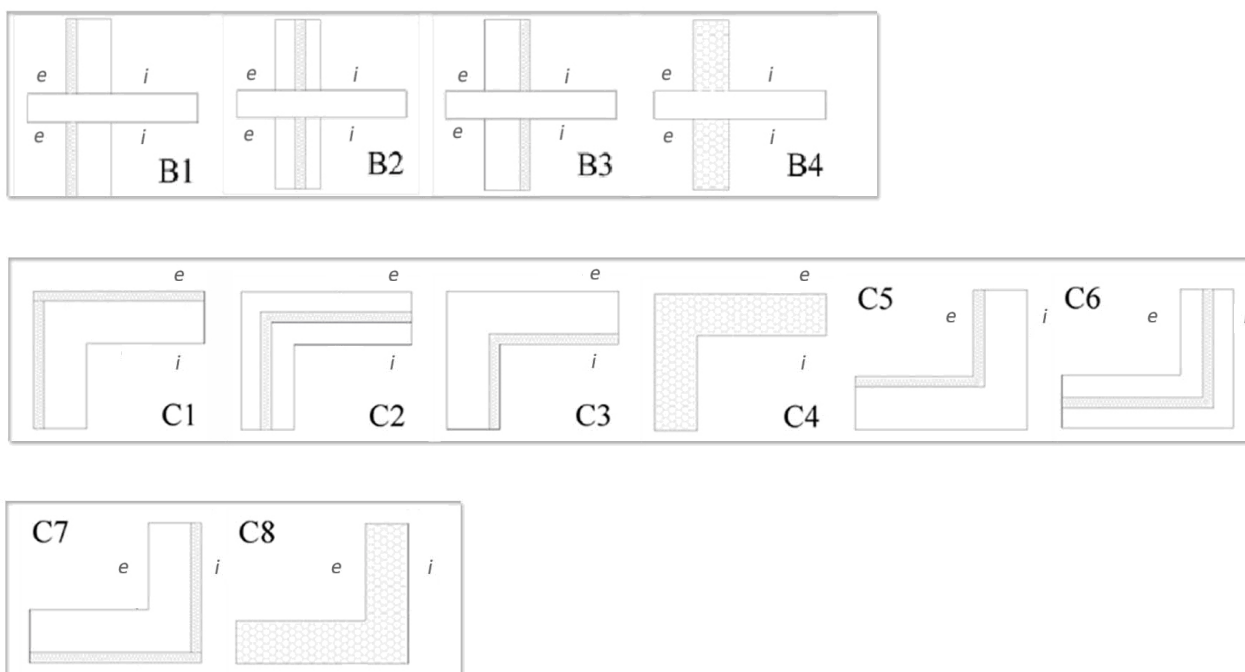 e i e i e i e i
e i e i e i e i
B1 B2 B3 B4
e e e e
C5 C6
e i e i
i i i i
C1 C2 C3 C4
C7 C8
e i e i